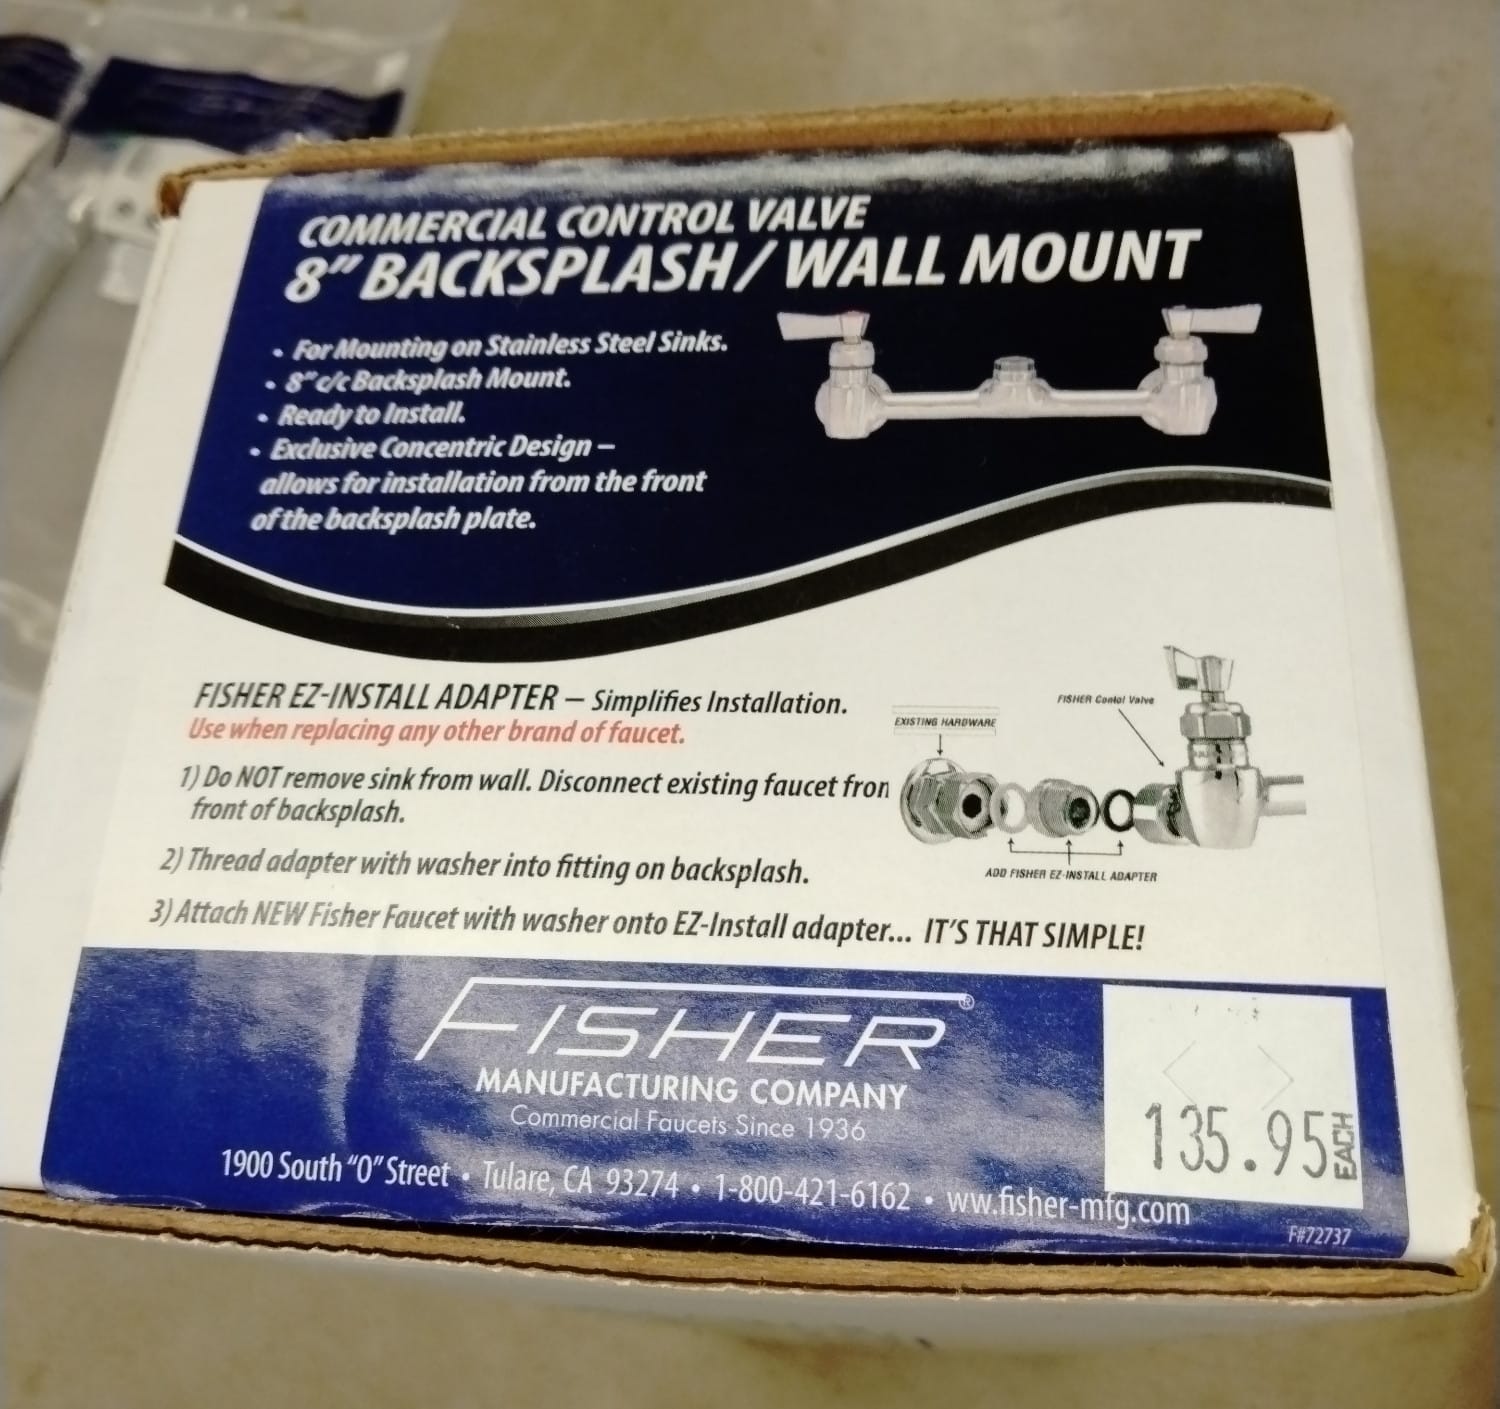 COMMERCIAL CONTROL VALVE
8" BACKSPLASH/WALL MOUNT
• For Mounting on Stainless Steel Sinks.
• 8" c/c Backsplash Mount.
• Ready to Install.
• Exclusive Concentric Design –
allows for installation from the front
of the backsplash plate.
FISHER EZ-INSTALL ADAPTER – Simplifies Installation.
Use when replacing any other brand of faucet.
1) Do NOT remove sink from wall. Disconnect existing faucet fron
front of backsplash.
2) Thread adapter with washer into fitting on backsplash.
3) Attach NEW Fisher Faucet with washer onto EZ-Install adapter... IT'S THAT SIMPLE!
EXISTING HARDWARE
FISHER Contol Valve
ADD FISHER EZ-INSTALL ADAPTER
FISHER®
MANUFACTURING COMPANY
Commercial Faucets Since 1936
1900 South "O" Street • Tulare, CA 93274 • 1-800-421-6162 • www.fisher-mfg.com
135.95 EACH
F#72737